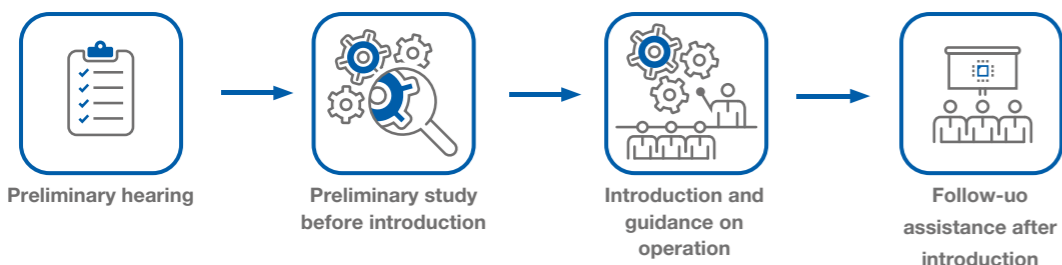 Preliminary hearing
Preliminary study
before introduction
Introduction and
guidance on
operation
Follow-uo
assistance after
introduction